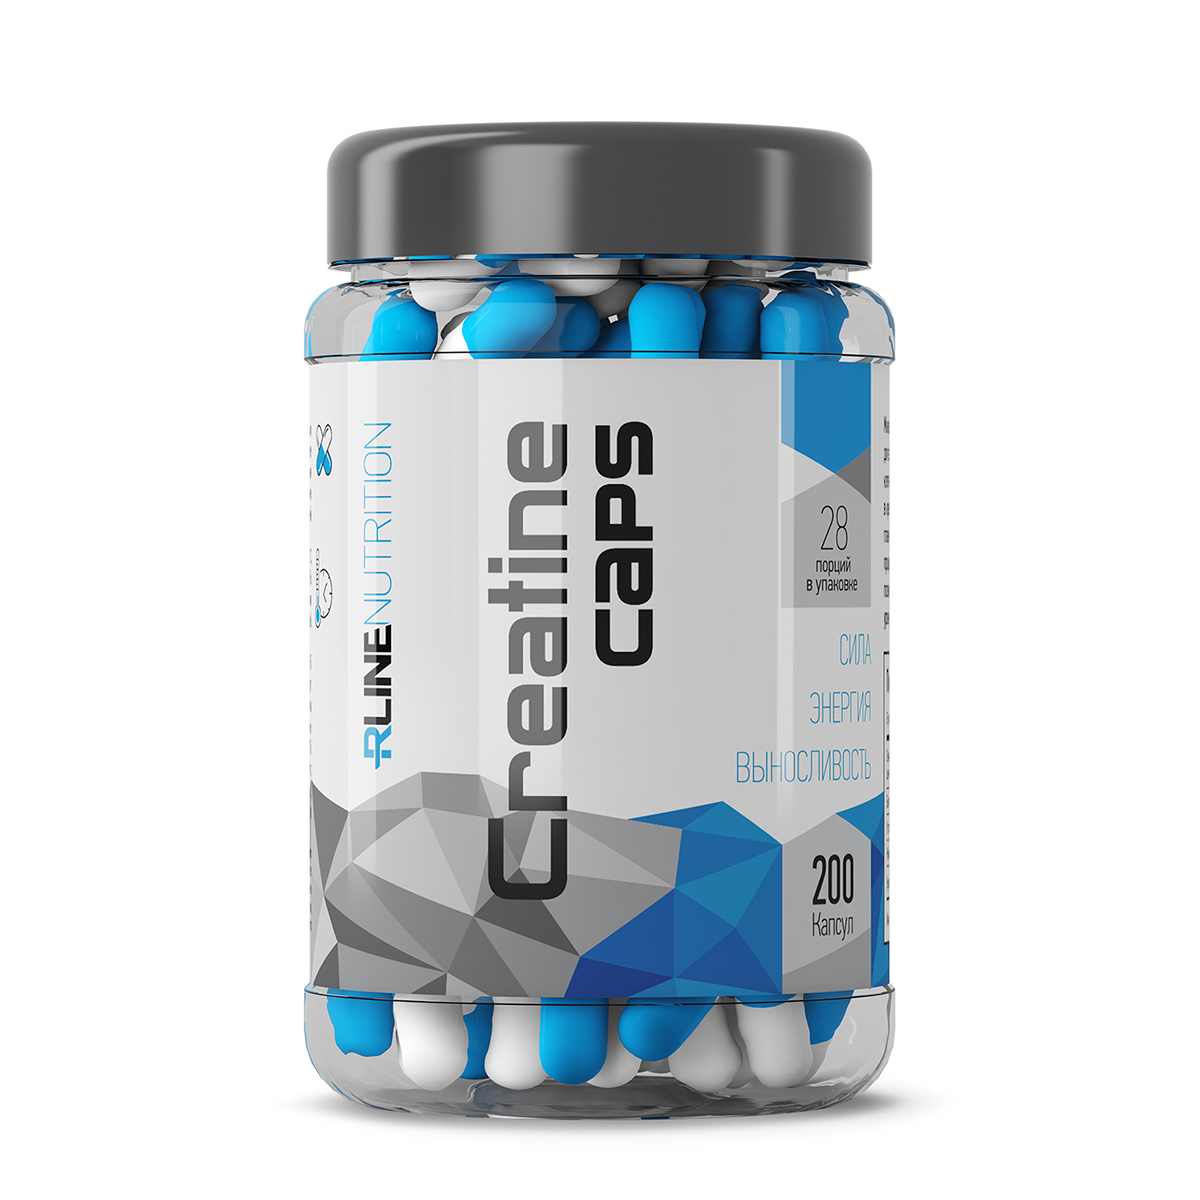 RLINENUTRITION
Creatine
caps
28
порций
в упаковке
СИЛА
ЭНЕРГИЯ
ВЫНОСЛИВОСТЬ
200
Капсул